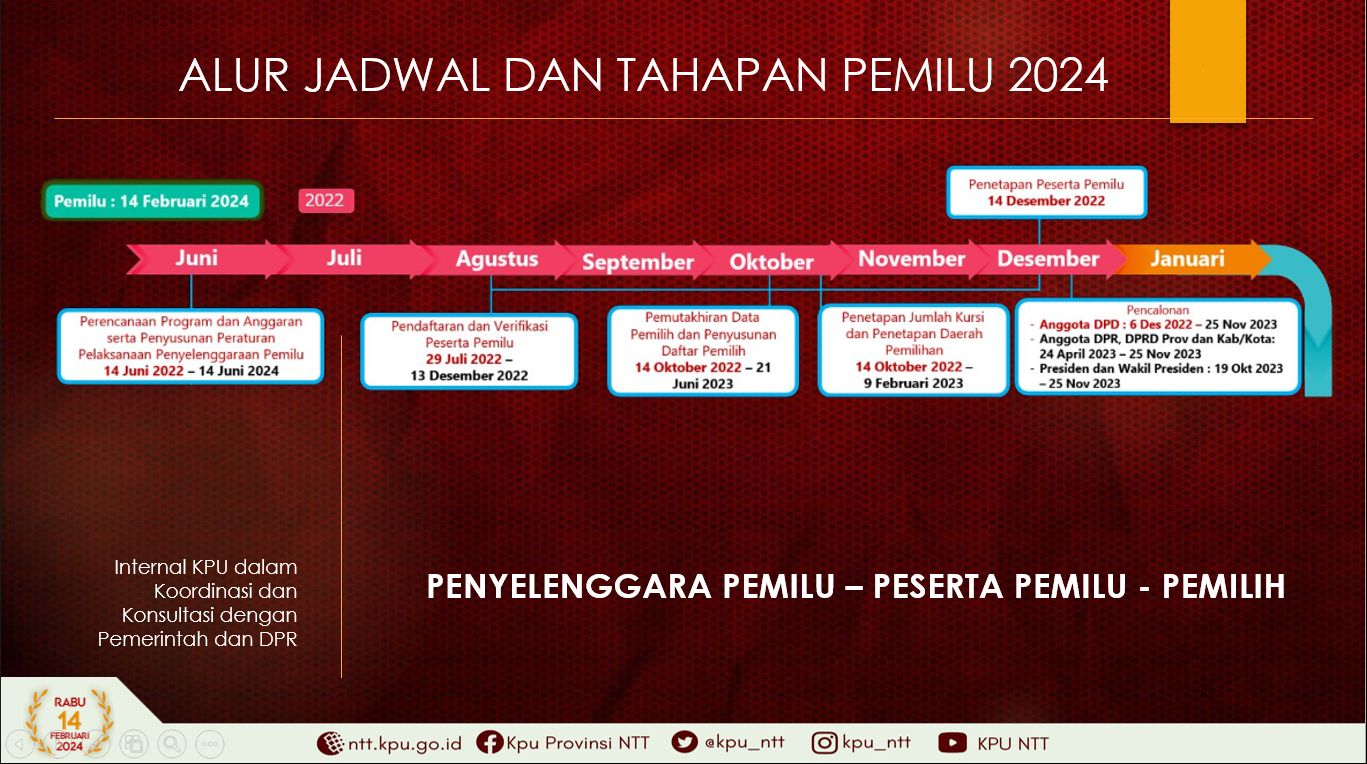 ALUR JADWAL DAN TAHAPAN PEMILU 2024
Pemilu : 14 Februari 2024
2022
Penetapan Peserta Pemilu
14 Desember 2022
Juni
Juli
Agustus
September
Oktober
November
Desember
Januari
Perencanaan Program dan Anggaran
serta Penyusunan Peraturan
Pelaksanaan Penyelenggaraan Pemilu
14 Juni 2022 – 14 Juni 2024
Pendaftaran dan Verifikasi
Peserta Pemilu
29 Juli 2022 –
13 Desember 2022
Pemutakhiran Data
Pemilih dan Penyusunan
Daftar Pemilih
14 Oktober 2022 – 21
Juni 2023
Penetapan Jumlah Kursi
dan Penetapan Daerah
Pemilihan
14 Oktober 2022 –
9 Februari 2023
Pencalonan
- Anggota DPD : 6 Des 2022 – 25 Nov 2023
- Anggota DPR, DPRD Prov dan Kab/Kota:
24 April 2023 – 25 Nov 2023
- Presiden dan Wakil Presiden : 19 Okt 2023
– 25 Nov 2023
Internal KPU dalam
Koordinasi dan
Konsultasi dengan
Pemerintah dan DPR
PENYELENGGARA PEMILU – PESERTA PEMILU - PEMILIH
RABU
14
FEBRUARI
2024
ntt.kpu.go.id
Kpu Provinsi NTT
@kpu_ntt
kpu_ntt
KPU NTT